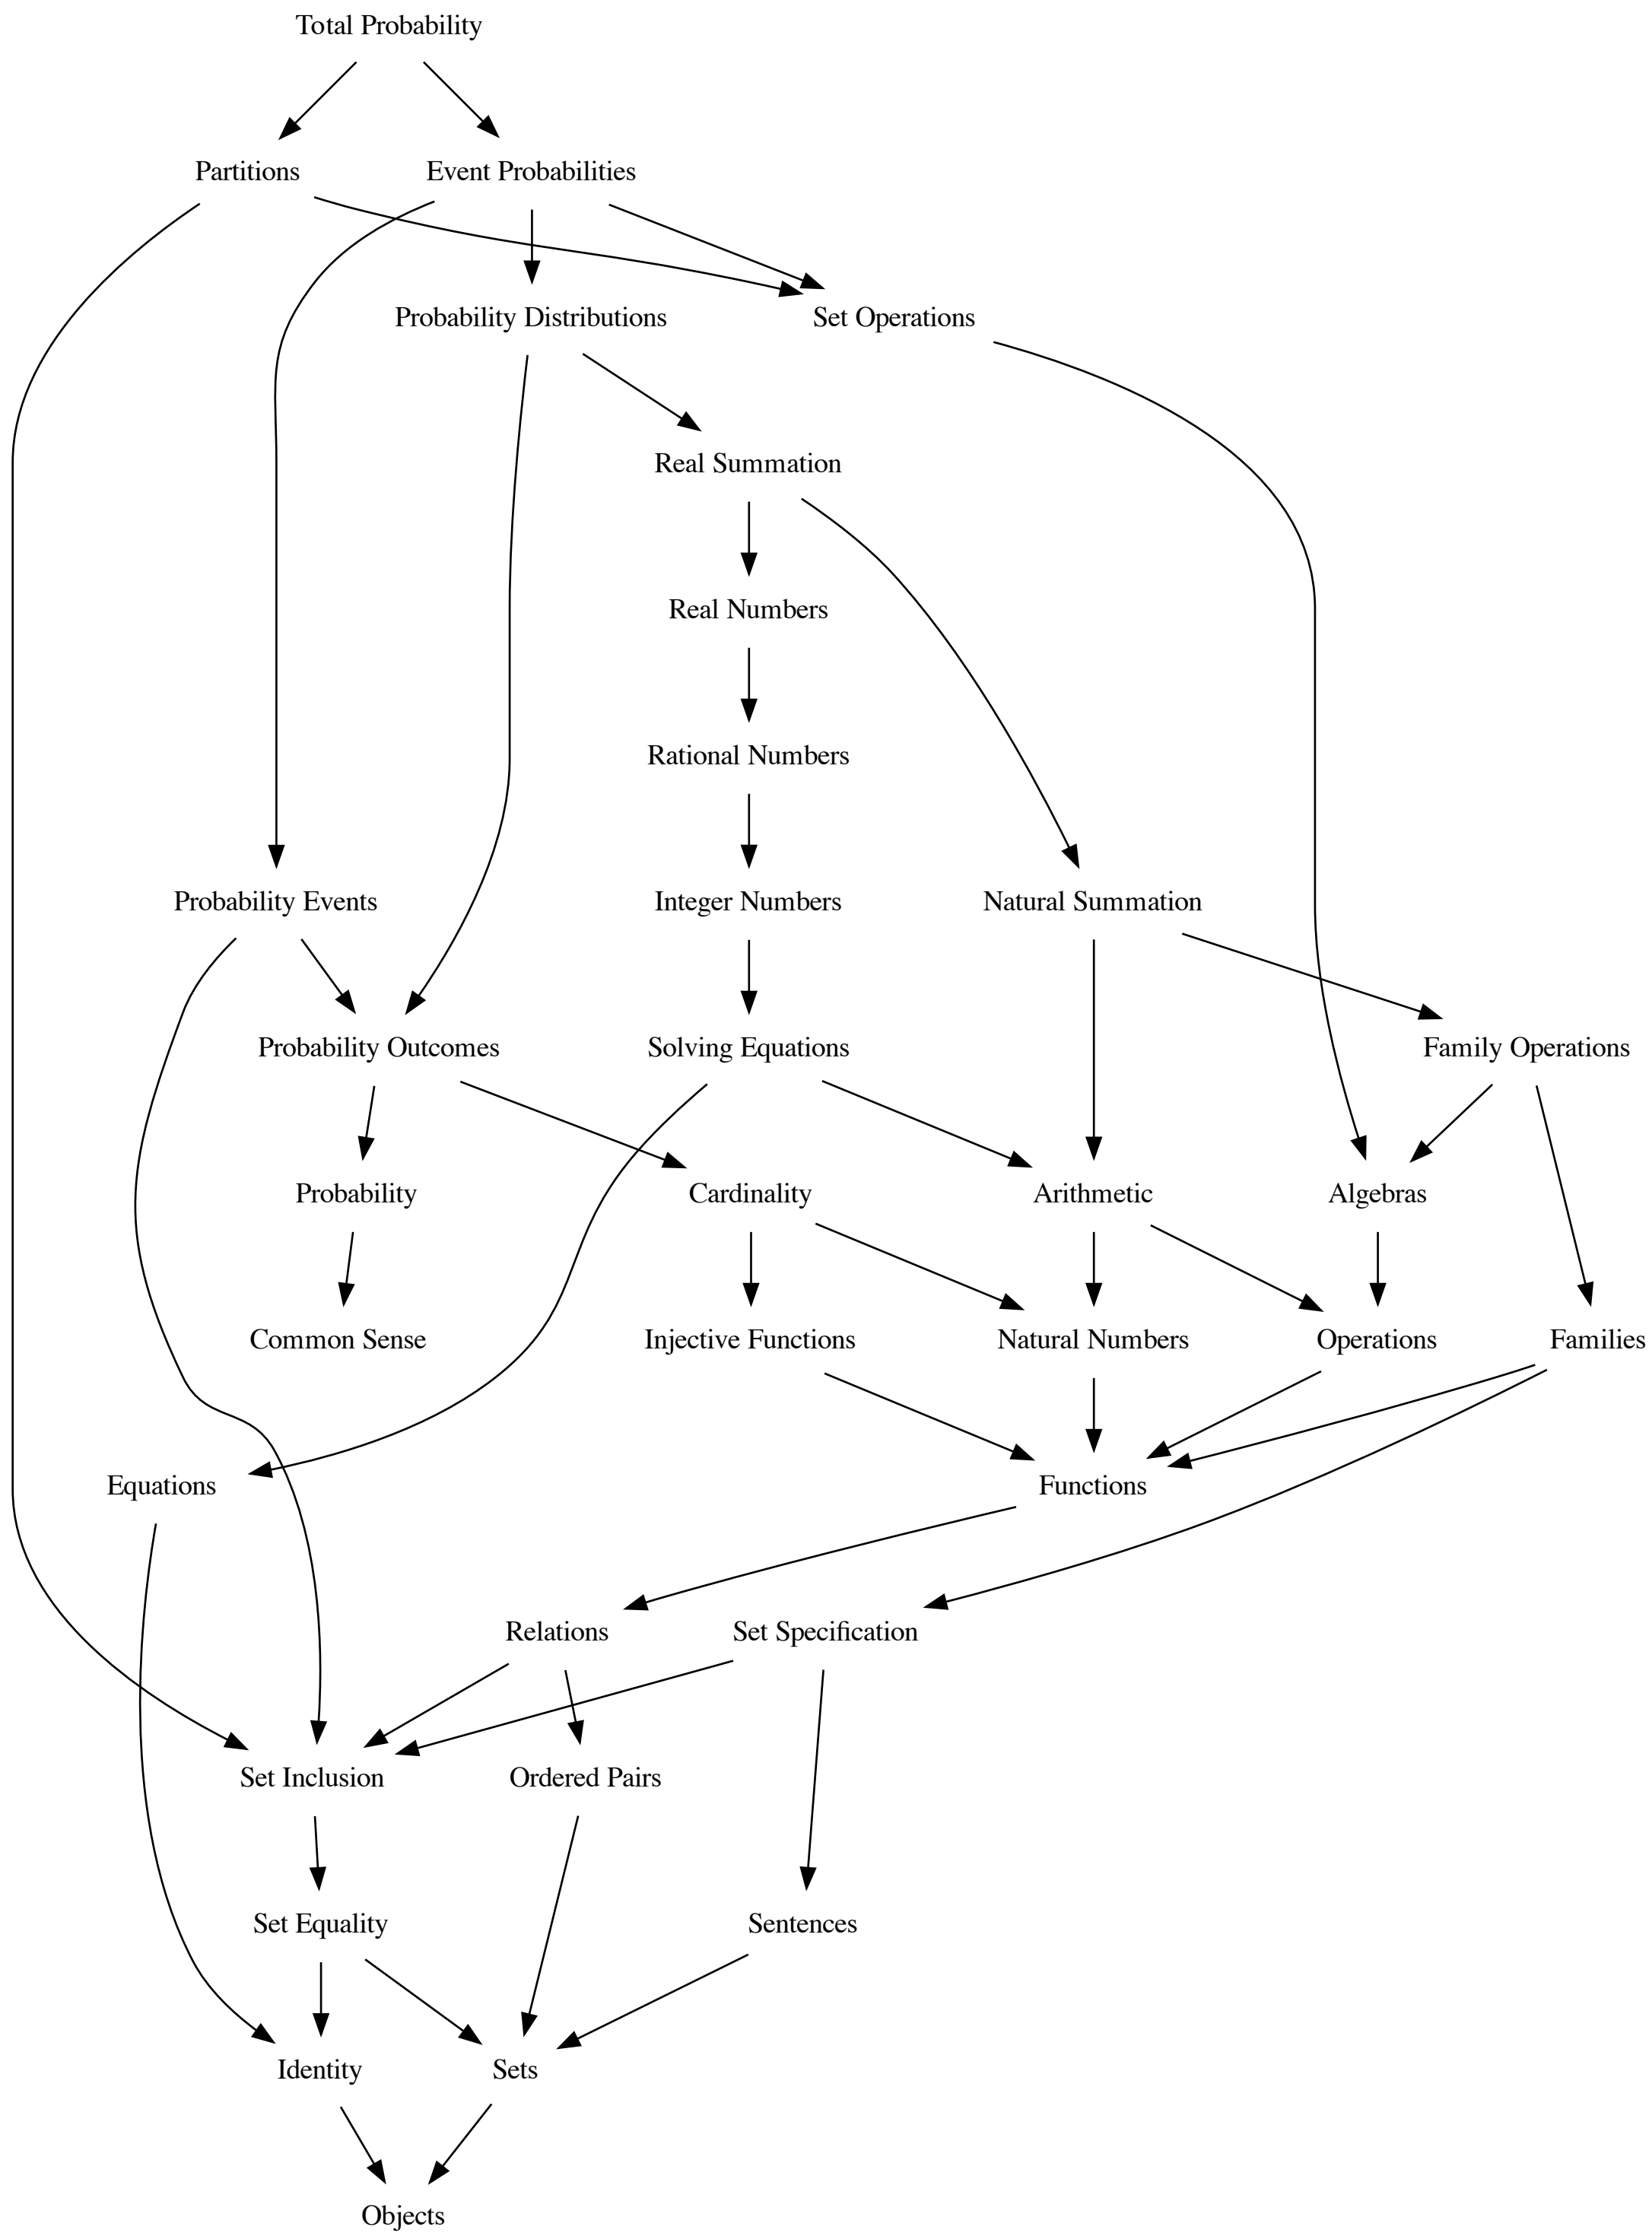 Total Probability
Partitions
Event Probabilities
Probability Distributions
Set Operations
Real Summation
Real Numbers
Rational Numbers
Probability Events
Integer Numbers
Natural Summation
Probability Outcomes
Solving Equations
Family Operations
Probability
Cardinality
Arithmetic
Algebras
Common Sense
Injective Functions
Natural Numbers
Operations
Families
Equations
Functions
Relations
Set Specification
Set Inclusion
Ordered Pairs
Set Equality
Sentences
Identity
Sets
Objects